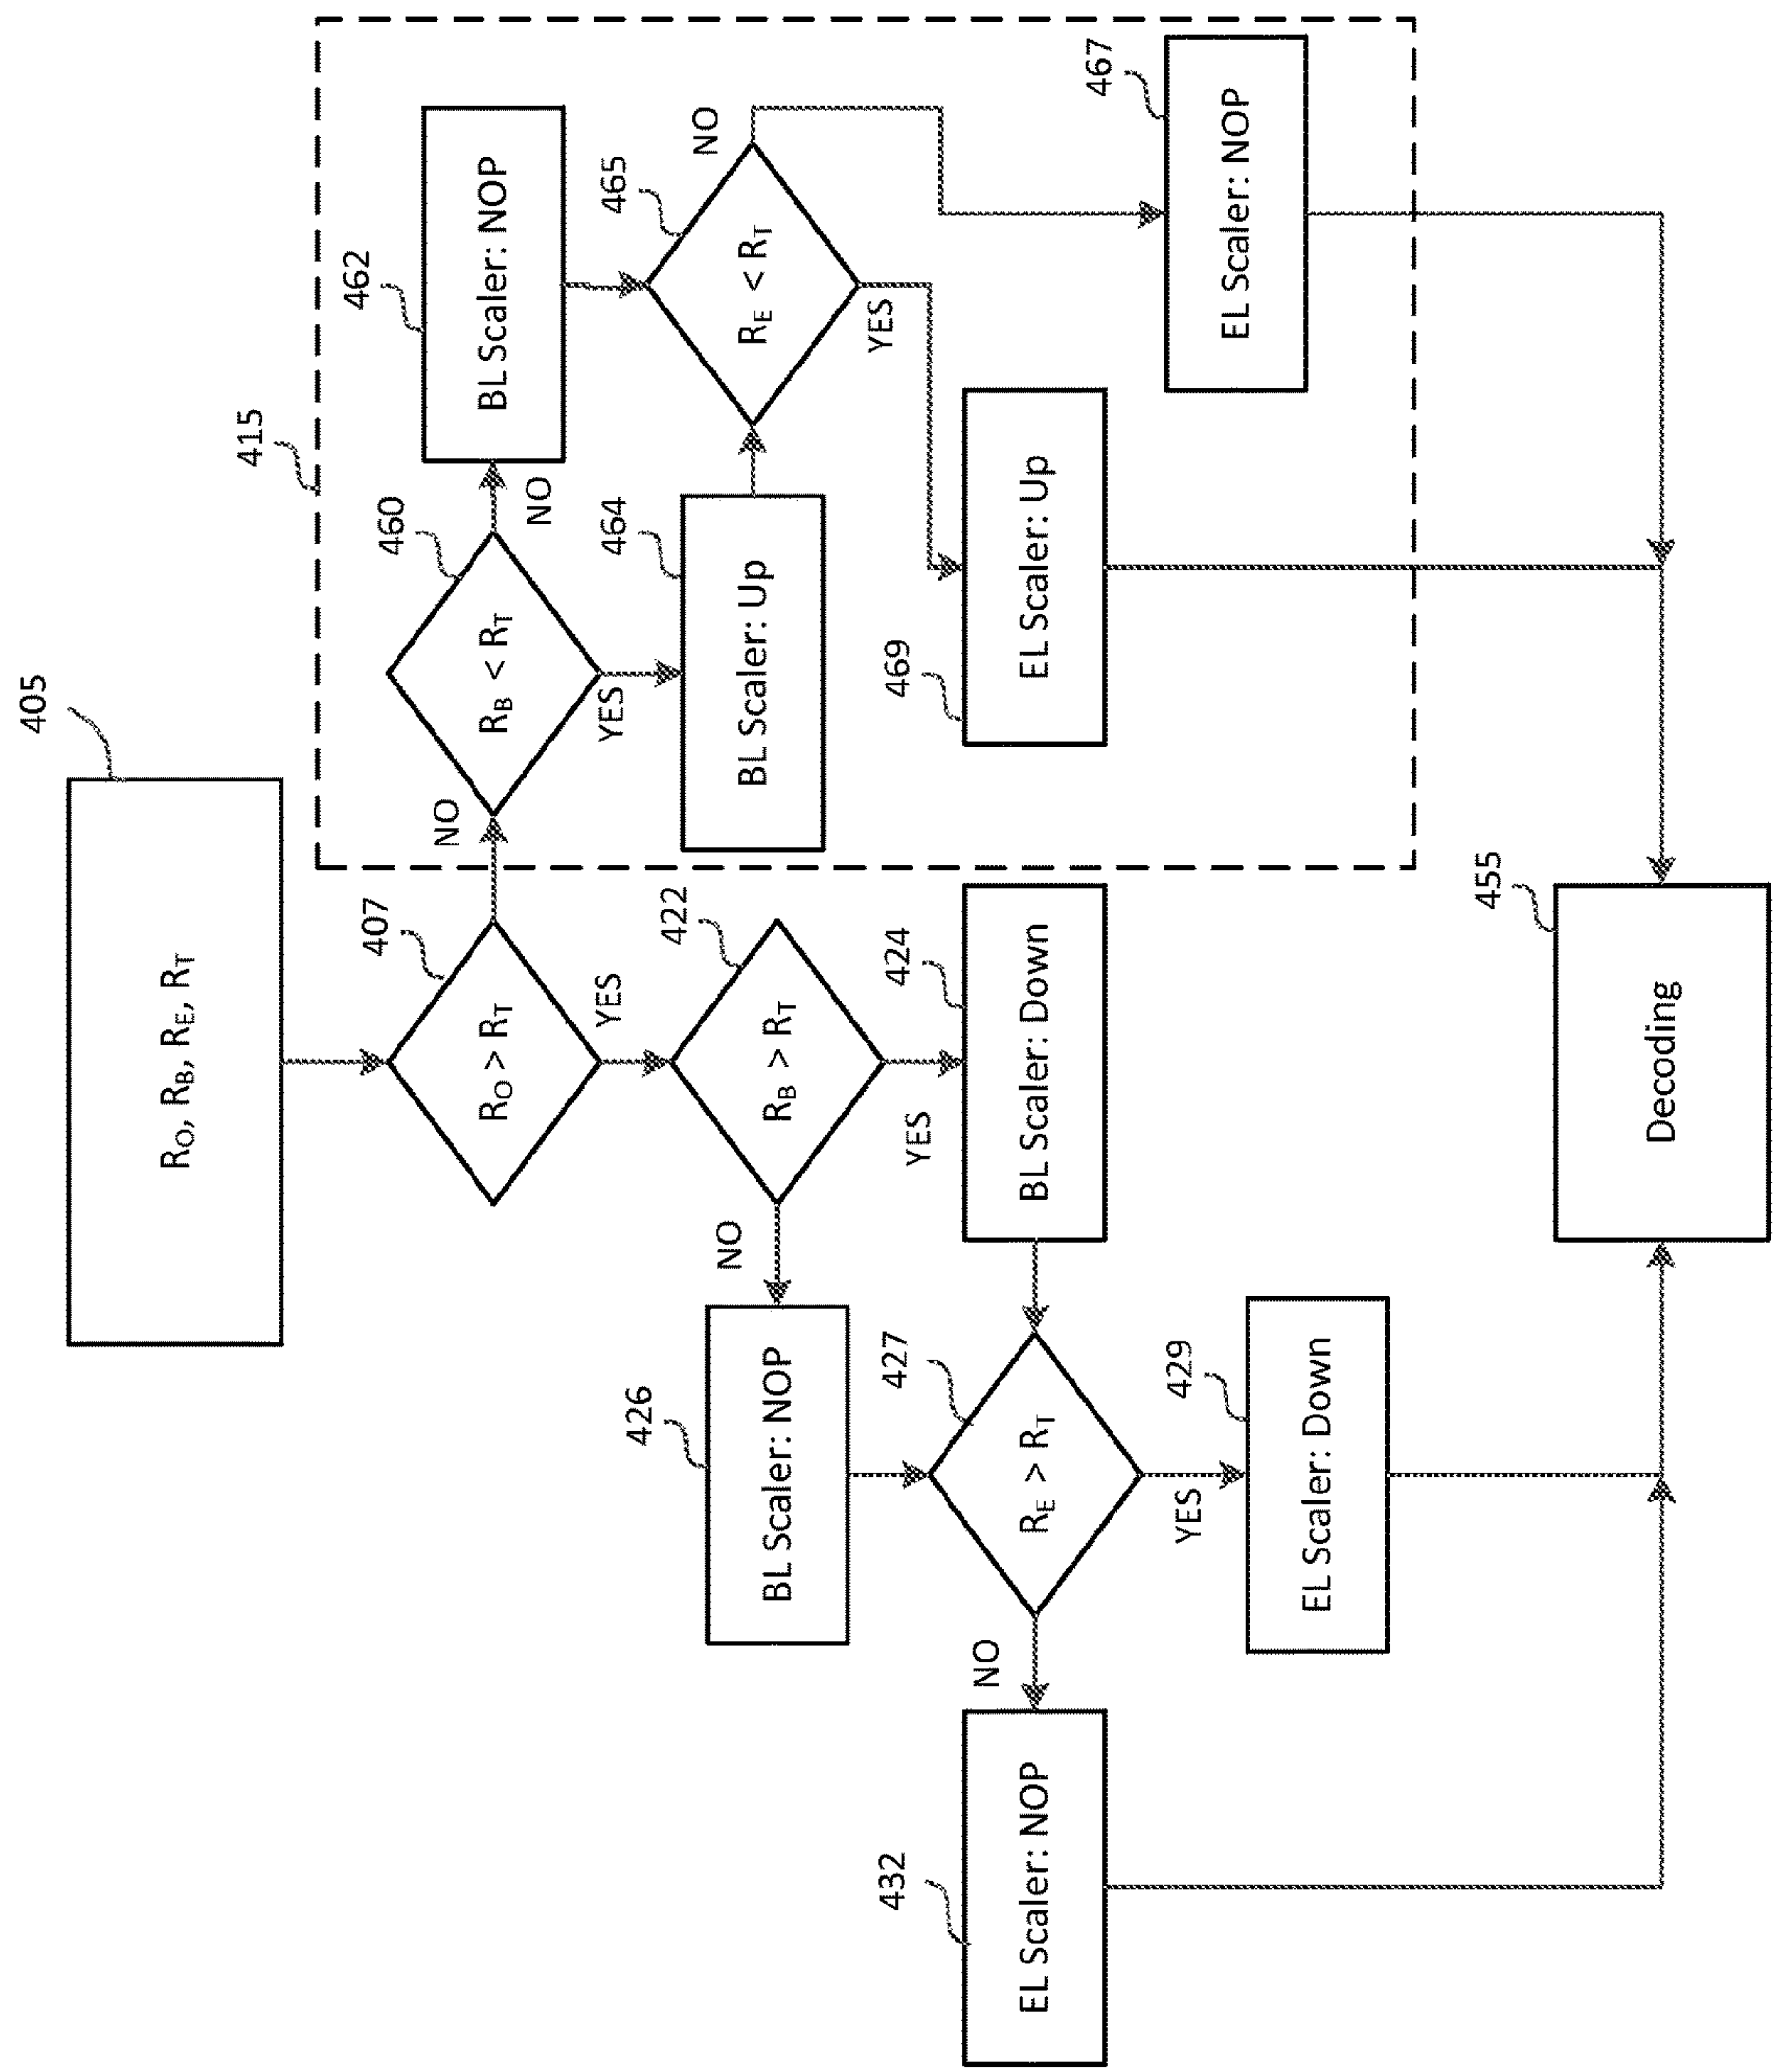 405
R_O, R_B, R_E, R_T
407
R_O > R_T
NO
YES
415
460
R_B < R_T
NO
YES
462
BL Scaler: NOP
464
BL Scaler: Up
465
R_E < R_T
NO
YES
467
EL Scaler: NOP
469
EL Scaler: Up
422
R_B > R_T
NO
YES
424
BL Scaler: Down
426
BL Scaler: NOP
427
R_E > R_T
NO
YES
429
EL Scaler: Down
432
EL Scaler: NOP
455
Decoding